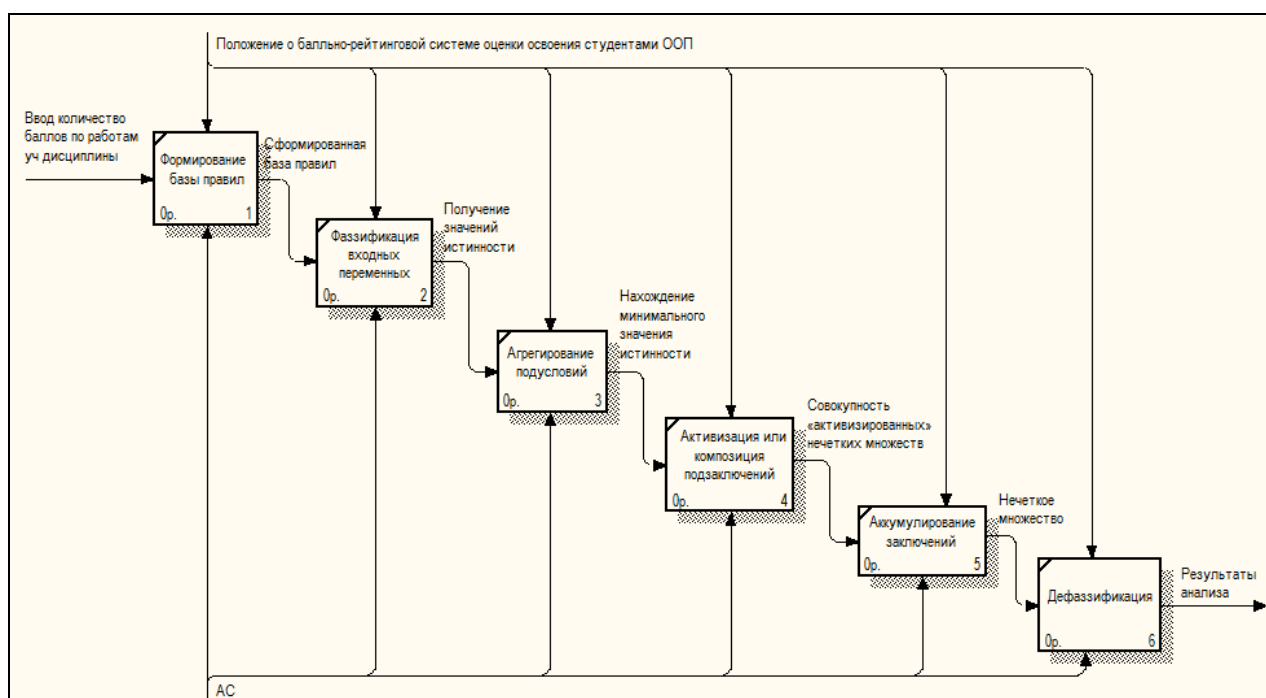 Положение о балльно-рейтинговой системе оценки освоения студентами ООП
Ввод количество
баллов по работам
уч дисциплины
Формирование
базы правил
0р. 1
Сформированная
база правил
Фаззификация
входных
переменных
0р. 2
Получение
значений
истинности
Агрегирование
подусловий
0р. 3
Нахождение
минимального
значения
истинности
Активизация или
композиция
подзаключений
0р. 4
Совокупность
«активизированных»
нечетких множеств
Аккумулирование
заключений
0р. 5
Нечеткое
множество
Дефаззификация
0р. 6
Результаты
анализа
АС